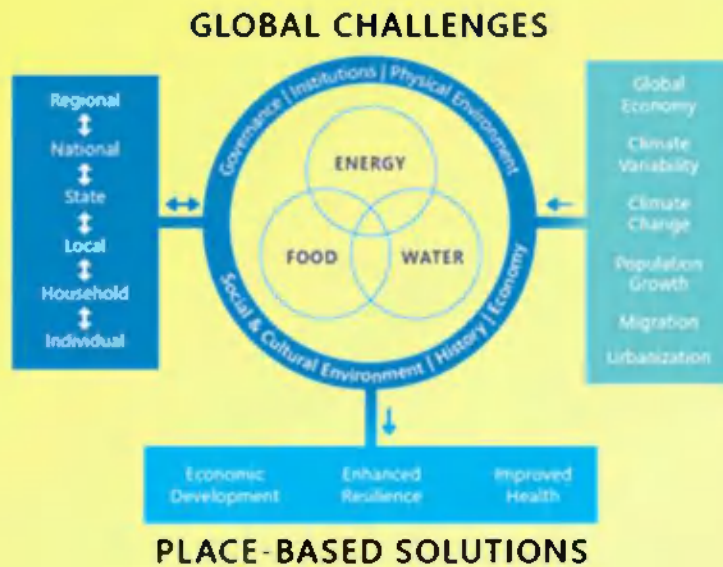 GLOBAL CHALLENGES
Regional
National
State
Local
Household
Individual
Governance | Institutions | Physical Environment
ENERGY
FOOD
WATER
Social & Cultural Environment | History | Economy
Global
Economy
Climate
Variability
Climate
Change
Population
Growth
Migration
Urbanization
Economic
Development
Enhanced
Resilience
Improved
Health
PLACE-BASED SOLUTIONS